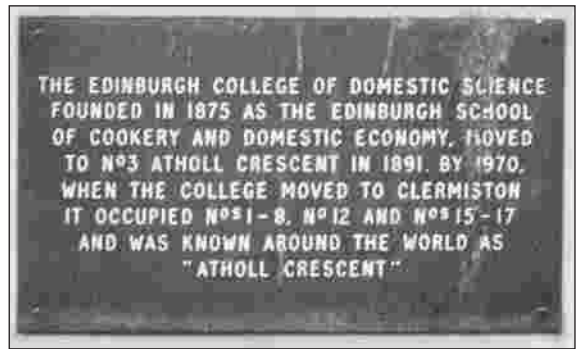 THE EDINBURGH COLLEGE OF DOMESTIC SCIENCE
FOUNDED IN 1875 AS THE EDINBURGH SCHOOL
OF COOKERY AND DOMESTIC ECONOMY, MOVED
TO Nº3 ATHOLL CRESCENT IN 1891. BY 1970,
WHEN THE COLLEGE MOVED TO CLERMISTON
IT OCCUPIED Nºˢ 1-8, Nº 12 AND Nºˢ 15-17
AND WAS KNOWN AROUND THE WORLD AS
"ATHOLL CRESCENT"